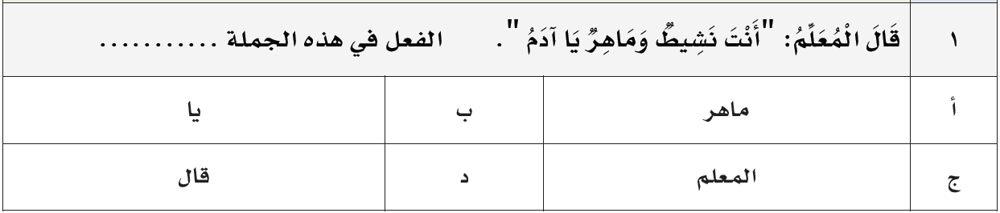 ١ قَالَ الْمُعَلِّمُ: "أَنْتَ نَشِيطٌ وَمَاهِرٌ يَا آدَمُ ". الفعل في هذه الجملة ...........
أ ماهر ب يا
ج المعلم د قال